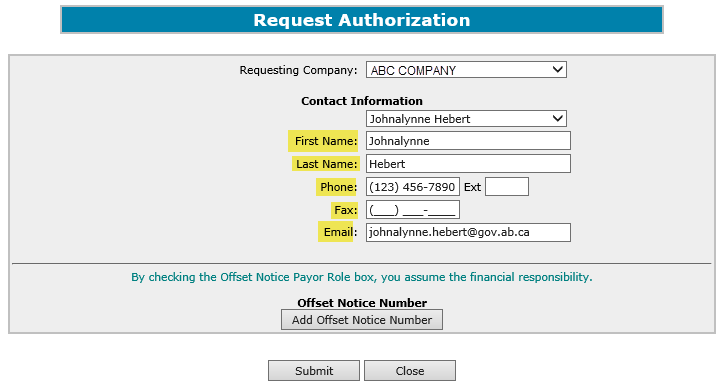 Request Authorization
Requesting Company: ABC COMPANY
Contact Information
Johnalynne Hebert
First Name: Johnalynne
Last Name: Hebert
Phone: (123) 456-7890 Ext
Fax: (___) ___-____
Email: johnalynne.hebert@gov.ab.ca
By checking the Offset Notice Payor Role box, you assume the financial responsibility.
Offset Notice Number
Add Offset Notice Number
Submit Close